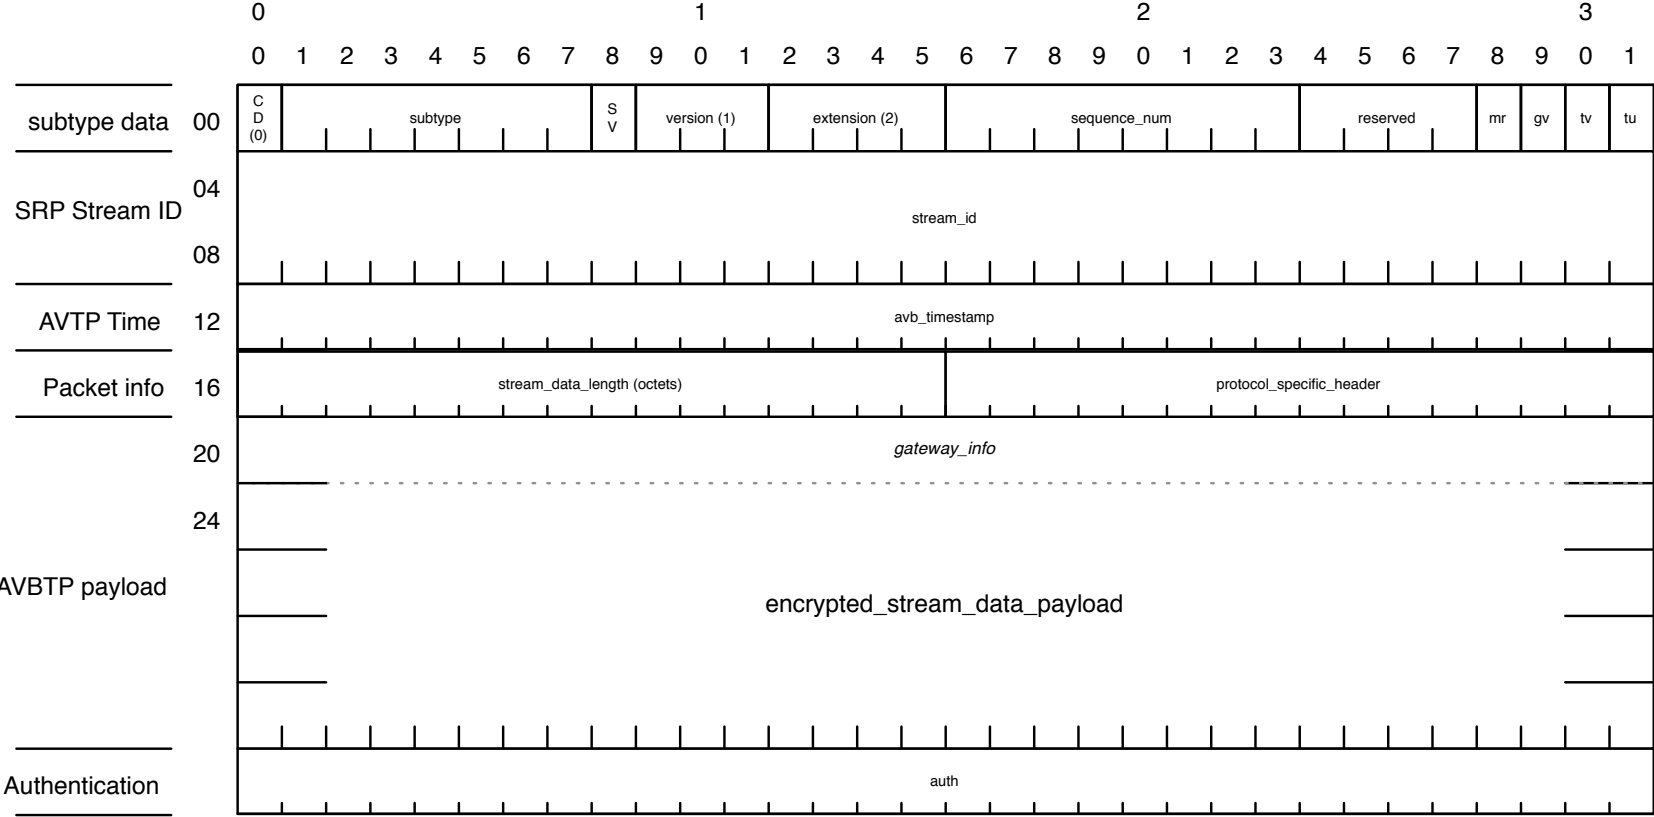 0 1 2 3
0 1 2 3 4 5 6 7 8 9 0 1 2 3 4 5 6 7 8 9 0 1 2 3 4 5 6 7 8 9 0 1
subtype data 00 C D (0) subtype S V version (1) extension (2) sequence_num reserved mr gv tv tu
04
SRP Stream ID stream_id
08
AVTP Time 12 avb_timestamp
Packet info 16 stream_data_length (octets) protocol_specific_header
20 gateway_info
24
AVBTP payload encrypted_stream_data_payload
Authentication auth